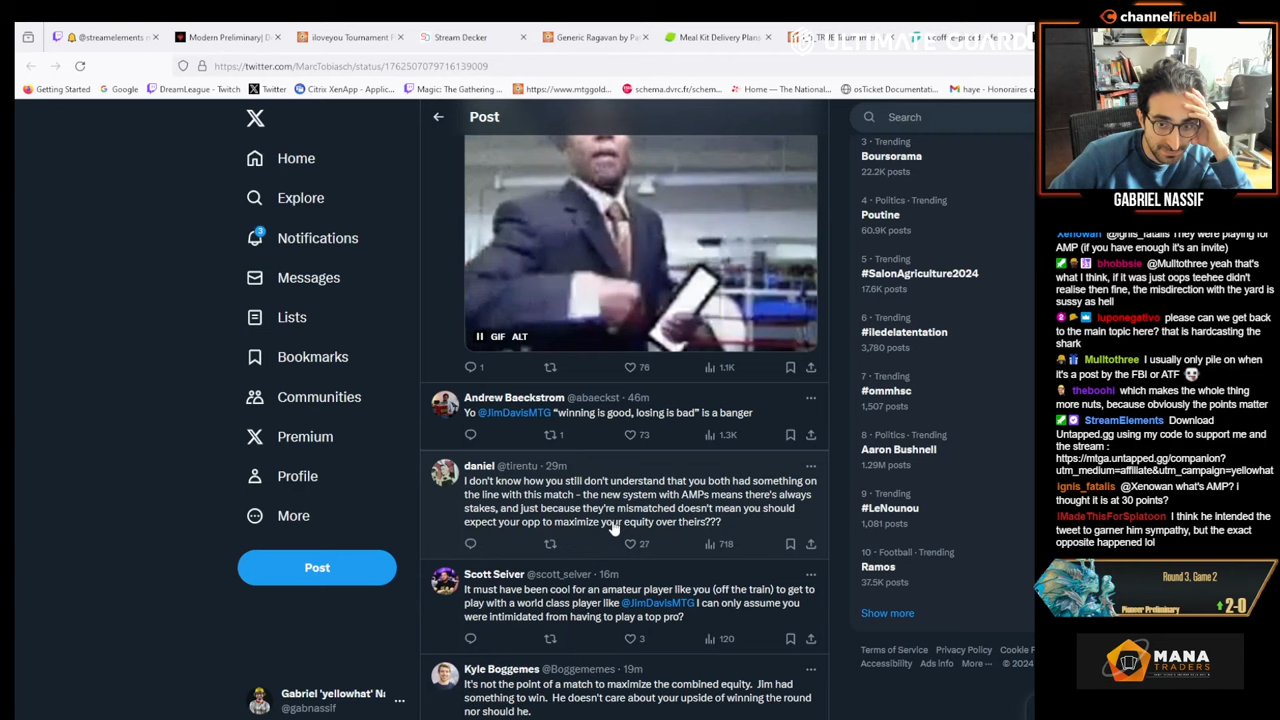 channelfireball
@streamelements n
Modern Preliminary| D
iloveyou Tournament F
Stream Decker
Generic Ragavan by Pa
Meal Kit Delivery Plans
ULTIMATE GUARD
https://twitter.com/MarcTobiasch/status/1762507079716139009
Getting Started
Google
DreamLeague - Twitch
Twitter
Citrix XenApp - Applic...
Magic: The Gathering ...
https://www.mtggold...
schema.dvrc.fr/schem...
Home — The National...
osTicket Documentati...
haye - Honoraires c
Home
Explore
3
Notifications
Messages
Lists
Bookmarks
Communities
Premium
Profile
More
Post
Gabriel 'yellowhat' Na
@gabnassif
Post
GIF ALT
1
76
1.1K
Andrew Baeckstrom @abaeckst · 46m
Yo @JimDavisMTG “winning is good, losing is bad” is a banger
1
73
1.3K
daniel @tirentu · 29m
I don't know how you still don't understand that you both had something on
the line with this match - the new system with AMPs means there's always
stakes, and just because they're mismatched doesn't mean you should
expect your opp to maximize your equity over theirs???
27
718
Scott Selver @scott_selver · 16m
It must have been cool for an amateur player like you (off the train) to get to
play with a world class player like @JimDavisMTG I can only assume you
were intimidated from having to play a top pro?
3
120
Kyle Boggemes @Boggememes · 19m
It's not the point of a match to maximize the combined equity. Jim had
something to win. He doesn't care about your upside of winning the round
nor should he.
Search
3 · Trending
Boursorama
22.2K posts
4 · Politics · Trending
Poutine
60.9K posts
5 · Trending
#SalonAgriculture2024
17.6K posts
6 · Trending
#iledelatentation
3,780 posts
7 · Trending
#ommhsc
1,507 posts
8 · Politics · Trending
Aaron Bushnell
1.29M posts
9 · Trending
#LeNounou
1,081 posts
10 · Football · Trending
Ramos
37.5K posts
Show more
Terms of Service Privacy Policy Cookie P
Accessibility Ads info More ··· © 2024
GABRIEL NASSIF
Xenowan @ignis_fatalis They were playing for
AMP (if you have enough it's an invite)
bhobbsie @Mulltothree yeah that's
what I think, if it was just oops teehee didn't
realise then fine, the misdirection with the yard is
sussy as hell
luponegativo please can we get back
to the main topic here? that is hardcasting the
shark
Mulltothree I usually only pile on when
it's a post by the FBI or ATF
theboohi which makes the whole thing
more nuts, because obviously the points matter
StreamElements Download
Untapped.gg using my code to support me and
the stream :
https://mtga.untapped.gg/companion?
utm_medium=affiliate&utm_campaign=yellowhat
ignis_fatalis @Xenowan what's AMP? I
thought it is at 30 points?
IMadeThisForSplatoon I think he intended the
tweet to garner him sympathy, but the exact
opposite happened lol
Round 3, Game 2
Pioneer Preliminary
2-0
MANA
TRADERS